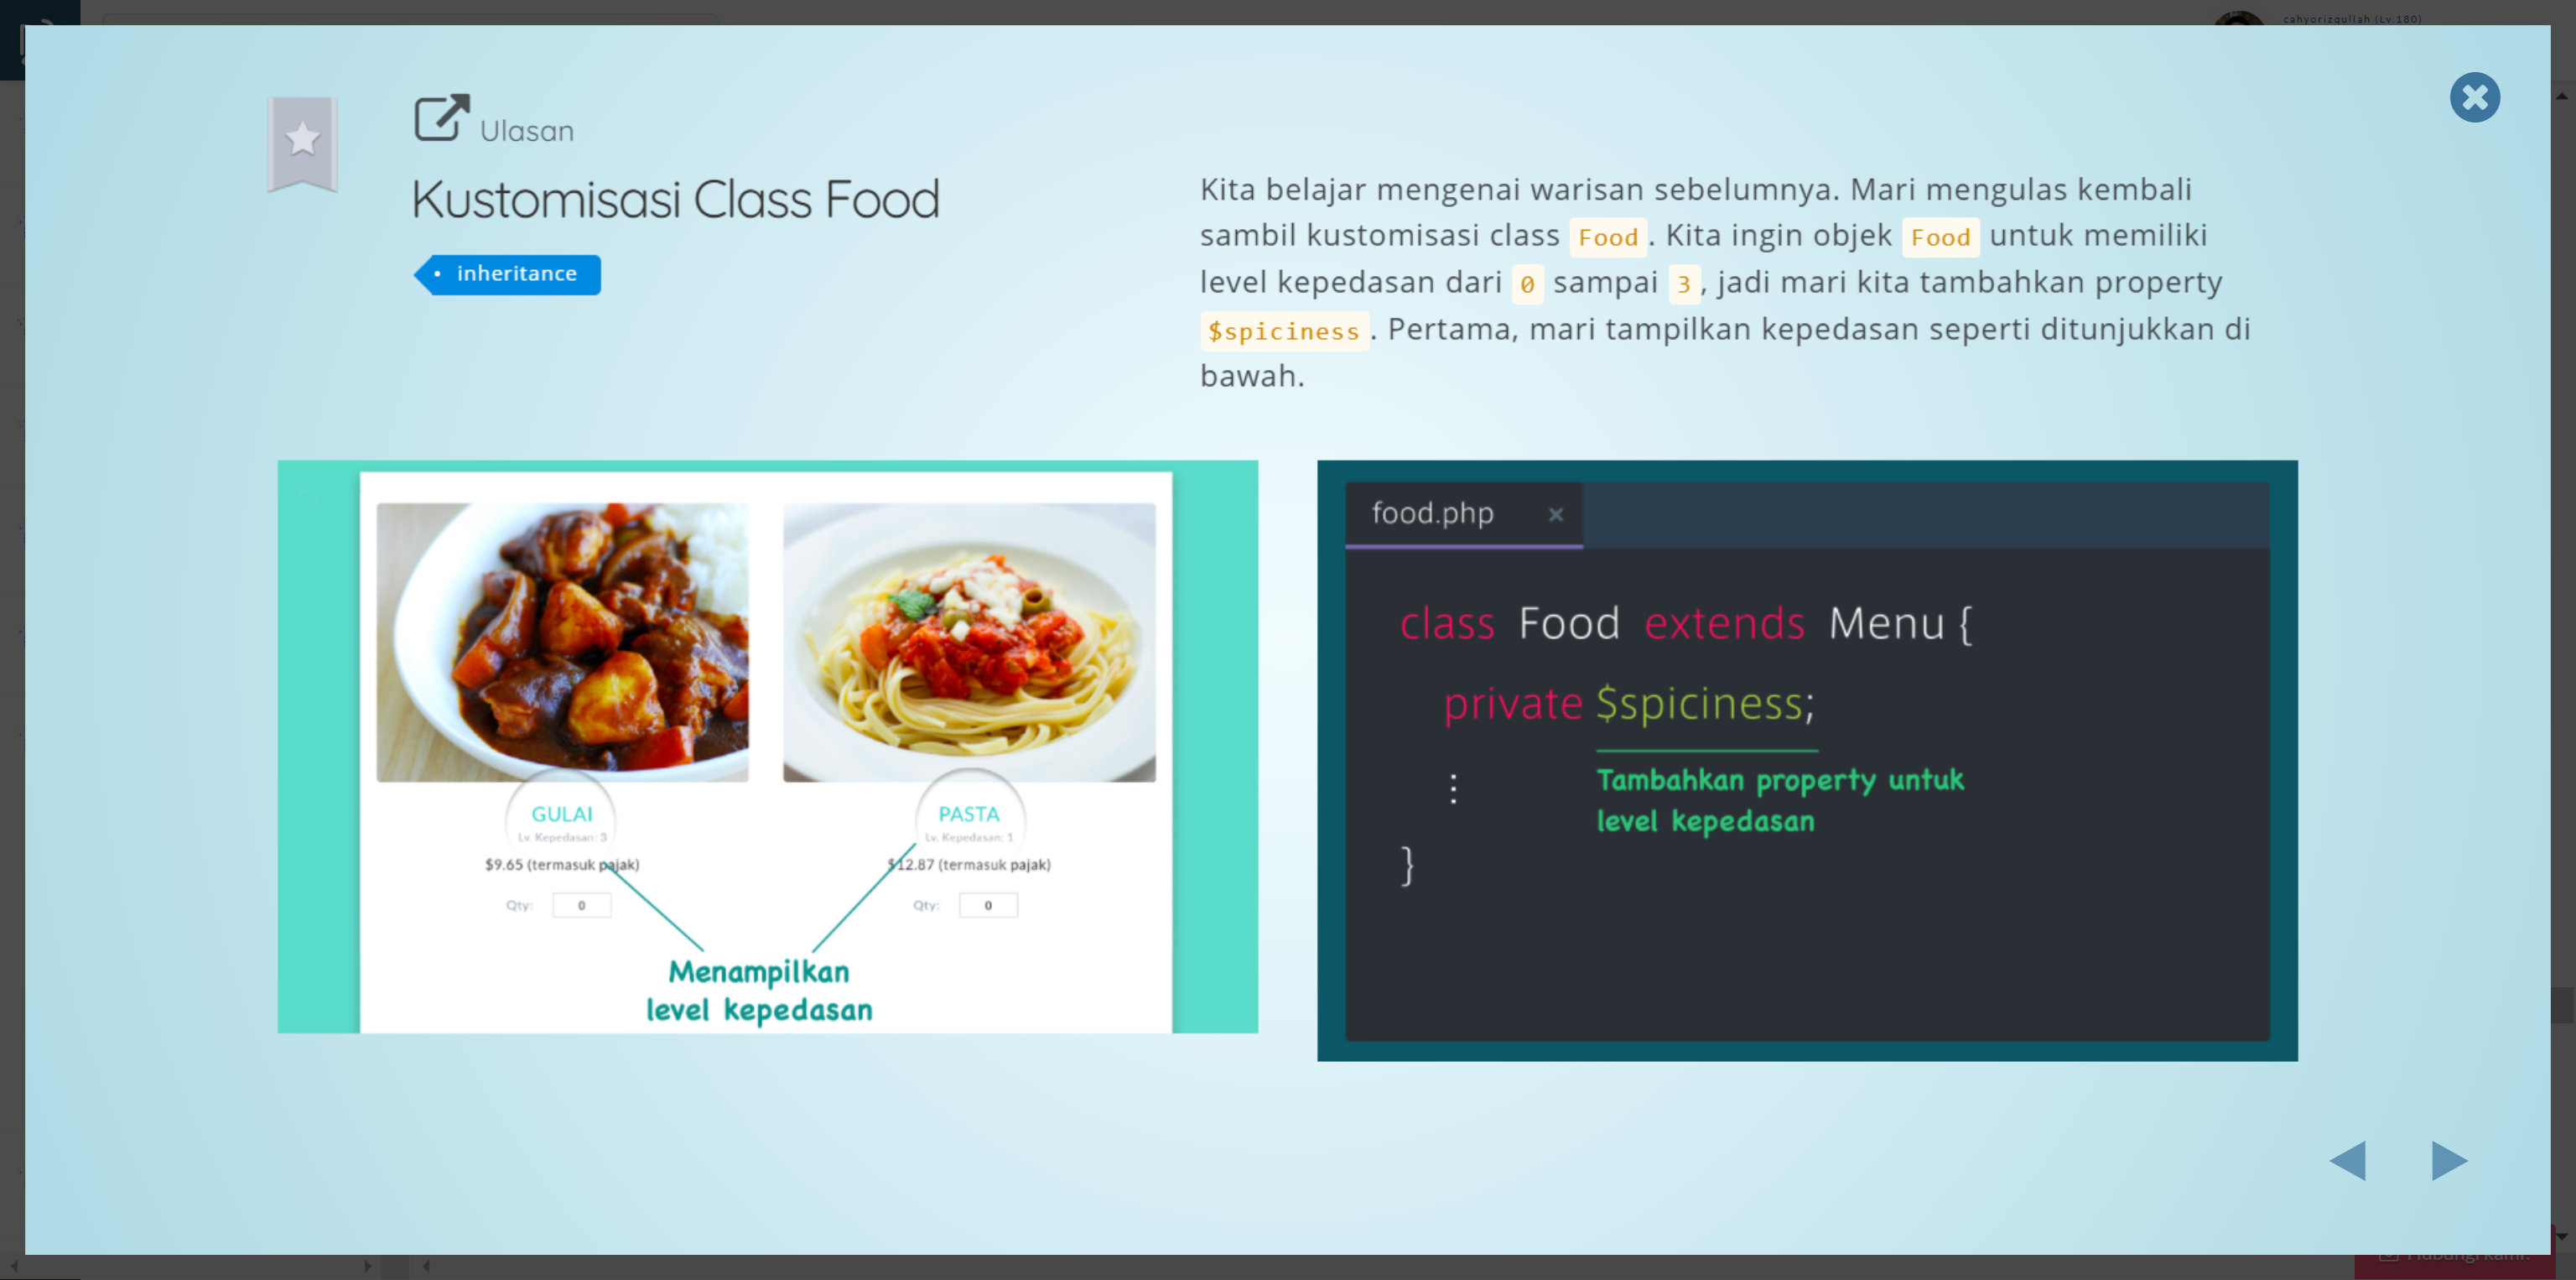 cahyorizqullah (Lv.180)
Ulasan
Kustomisasi Class Food
• inheritance
Kita belajar mengenai warisan sebelumnya. Mari mengulas kembali
sambil kustomisasi class Food. Kita ingin objek Food untuk memiliki
level kepedasan dari 0 sampai 3, jadi mari kita tambahkan property
$spiciness. Pertama, mari tampilkan kepedasan seperti ditunjukkan di
bawah.
GULAI
Lv. Kepedasan: 3
$9.65 (termasuk pajak)
Qty: 0
PASTA
Lv. Kepedasan: 1
$12.87 (termasuk pajak)
Qty: 0
Menampilkan
level kepedasan
food.php
class Food extends Menu {
private $spiciness;
Tambahkan property untuk
level kepedasan
⋮
}
Hubungi kami!